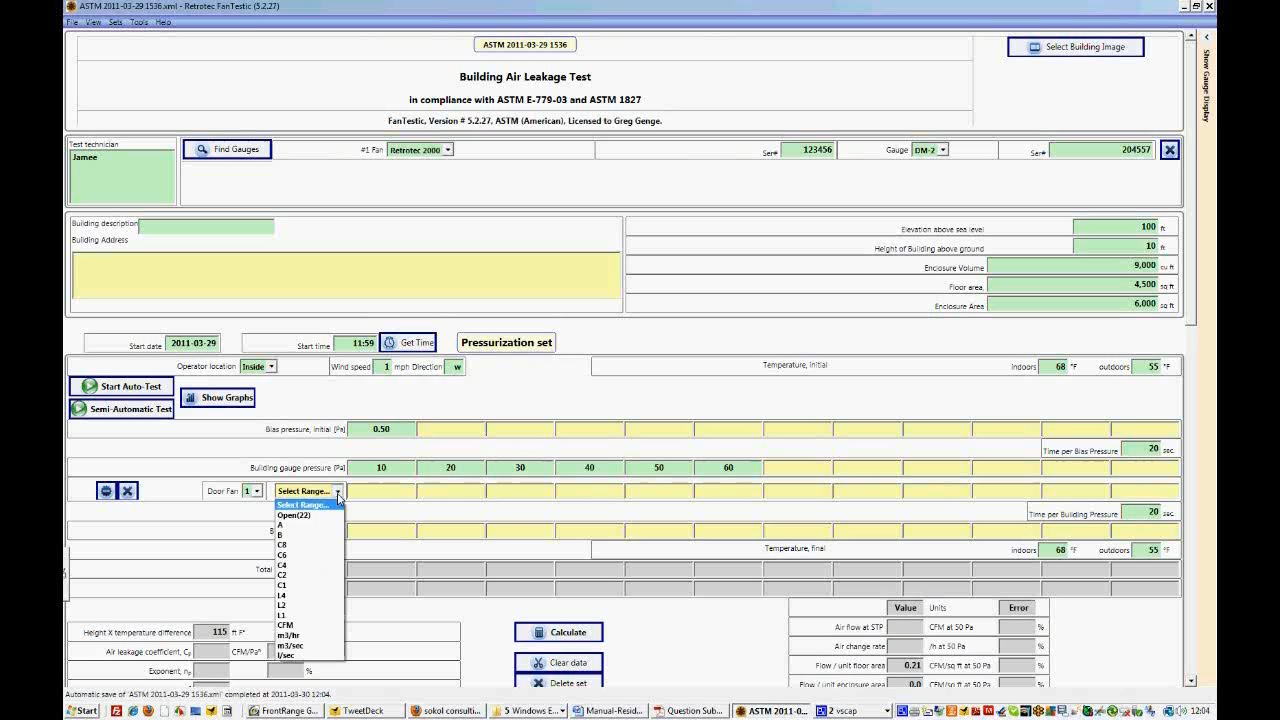 ASTM 2011-03-29 1536.xml - Retrotec FanTestic (5.2.27)
File View Sets Tools Help
ASTM 2011-03-29 1536
Select Building Image
Show Gauge Display
Building Air Leakage Test
in compliance with ASTM E-779-03 and ASTM 1827
FanTestic, Version # 5.2.27, ASTM (American), Licensed to Greg Genge.
Test technician
Jamee
Find Gauges
#1 Fan Retrotec 2000
Ser# 123456
Gauge DM-2
Ser# 204557
Building description
Building Address
Elevation above sea level 100 ft
Height of Building above ground 10 ft
Enclosure Volume 9,000 cu ft
Floor area, 4,500 sq ft
Enclosure Area 6,000 sq ft
Start date 2011-03-29
Start time 11:59 Get Time
Pressurization set
Operator location Inside
Wind speed 1 mph Direction w
Temperature, initial
indoors 68 °F outdoors 55 °F
Start Auto-Test
Semi-Automatic Test
Show Graphs
Bias pressure, initial [Pa] 0.50
Time per Bias Pressure 20 sec.
Building gauge pressure [Pa] 10 20 30 40 50 60
Door Fan 1 Select Range...
Select Range...
Open(22)
A
B
C8
C6
C4
C2
C1
L4
L2
L1
CFM
m3/hr
m3/sec
l/sec
Time per Building Pressure 20 sec.
B
Temperature, final
indoors 68 °F outdoors 55 °F
Total
Value Units Error
Height X temperature difference 115 ft F°
Air leakage coefficient, C CFM/Paⁿ
Exponent, n %
Calculate
Clear data
Delete set
Air flow at STP CFM at 50 Pa %
Air change rate /h at 50 Pa %
Flow / unit floor area 0.21 CFM/sq ft at 50 Pa %
Flow / unit enclosure area 0.0 CFM/sq ft at 50 Pa %
Automatic save of 'ASTM 2011-03-29 1536.xml' completed at 2011-03-30 12:04.
Start
FrontRange G...
TweetDeck
sokol consulti...
5 Windows E...
Manual-Resid...
Question Sub...
ASTM 2011-0...
2 vscap
12:04